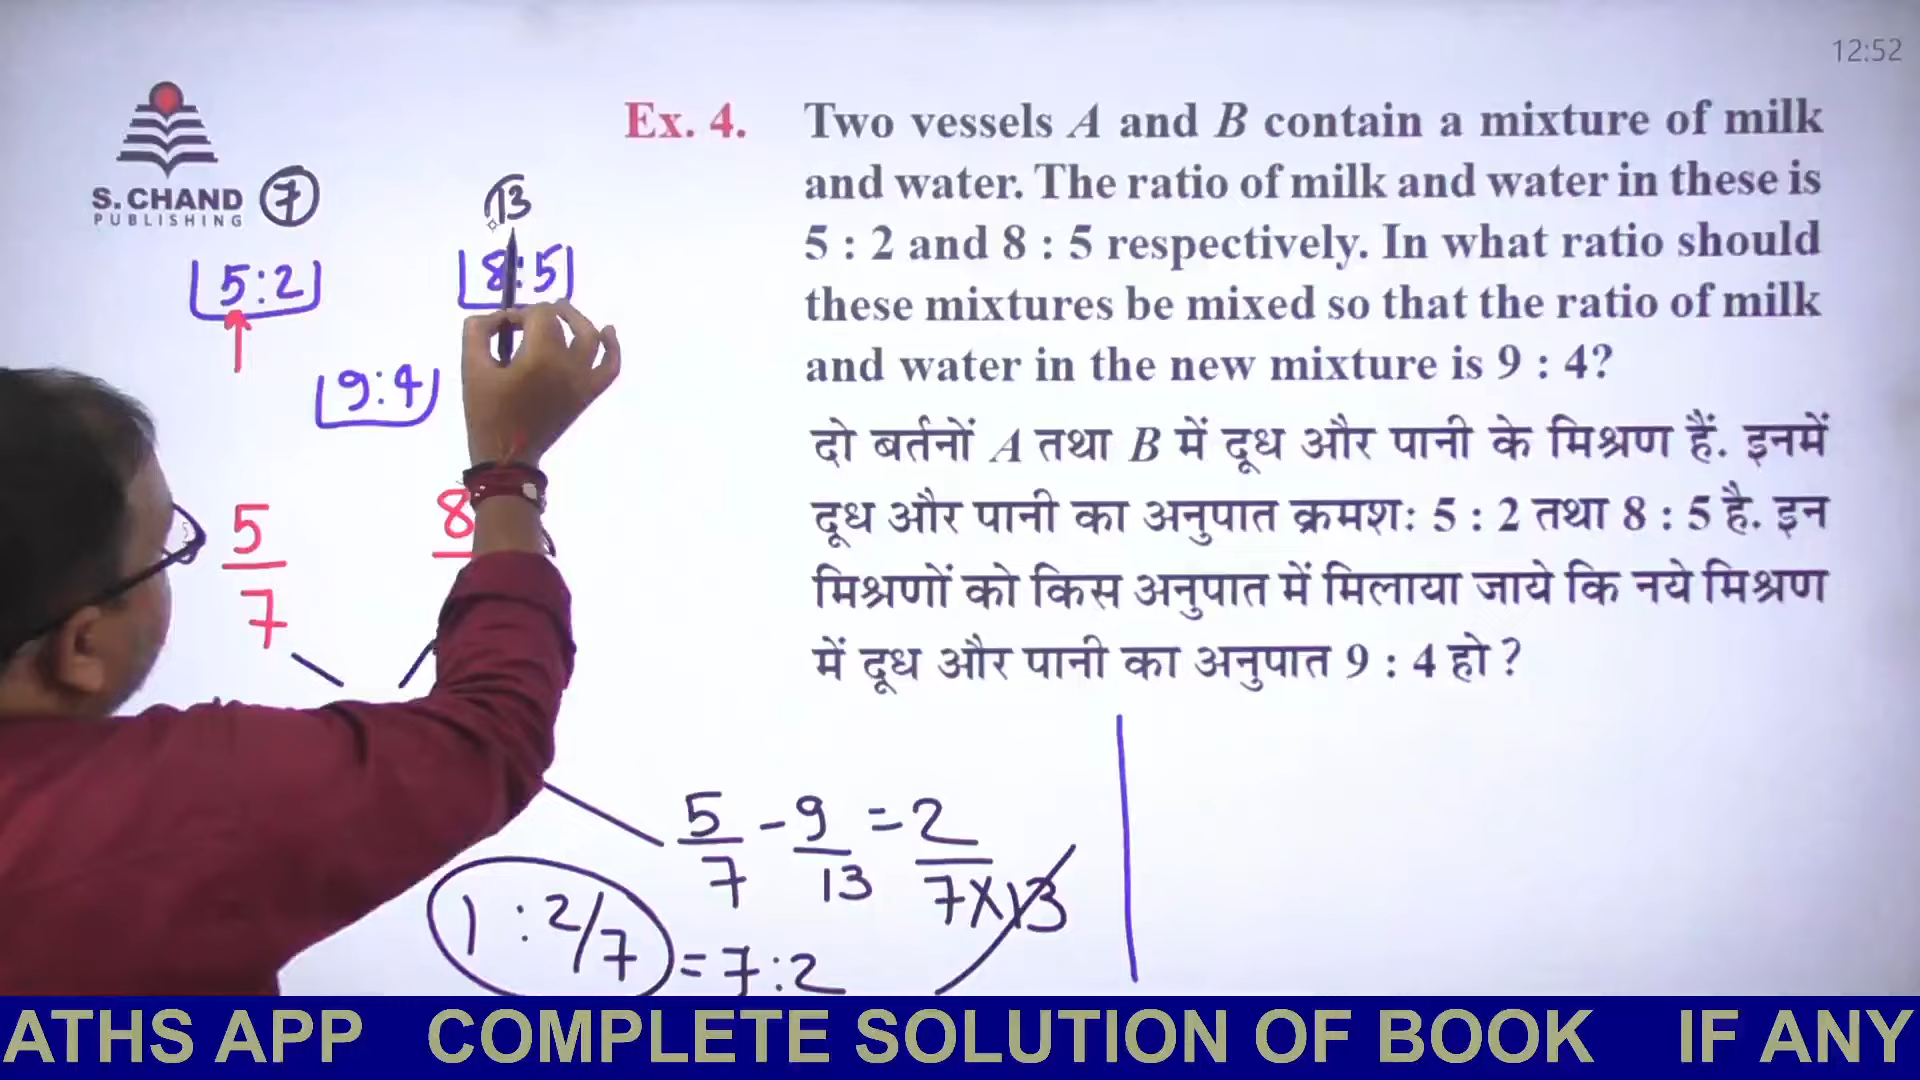 12:52
S. CHAND
PUBLISHING
7
13
5:2
8:5
9:4
5/7
8
Ex. 4. Two vessels A and B contain a mixture of milk
and water. The ratio of milk and water in these is
5 : 2 and 8 : 5 respectively. In what ratio should
these mixtures be mixed so that the ratio of milk
and water in the new mixture is 9 : 4?
दो बर्तनों A तथा B में दूध और पानी के मिश्रण हैं. इनमें
दूध और पानी का अनुपात क्रमशः 5 : 2 तथा 8 : 5 है. इन
मिश्रणों को किस अनुपात में मिलाया जाये कि नये मिश्रण
में दूध और पानी का अनुपात 9 : 4 हो ?
5/7 - 9/13 = 2/7×13
1 : 2/7 = 7:2
ATHS APP COMPLETE SOLUTION OF BOOK IF ANY